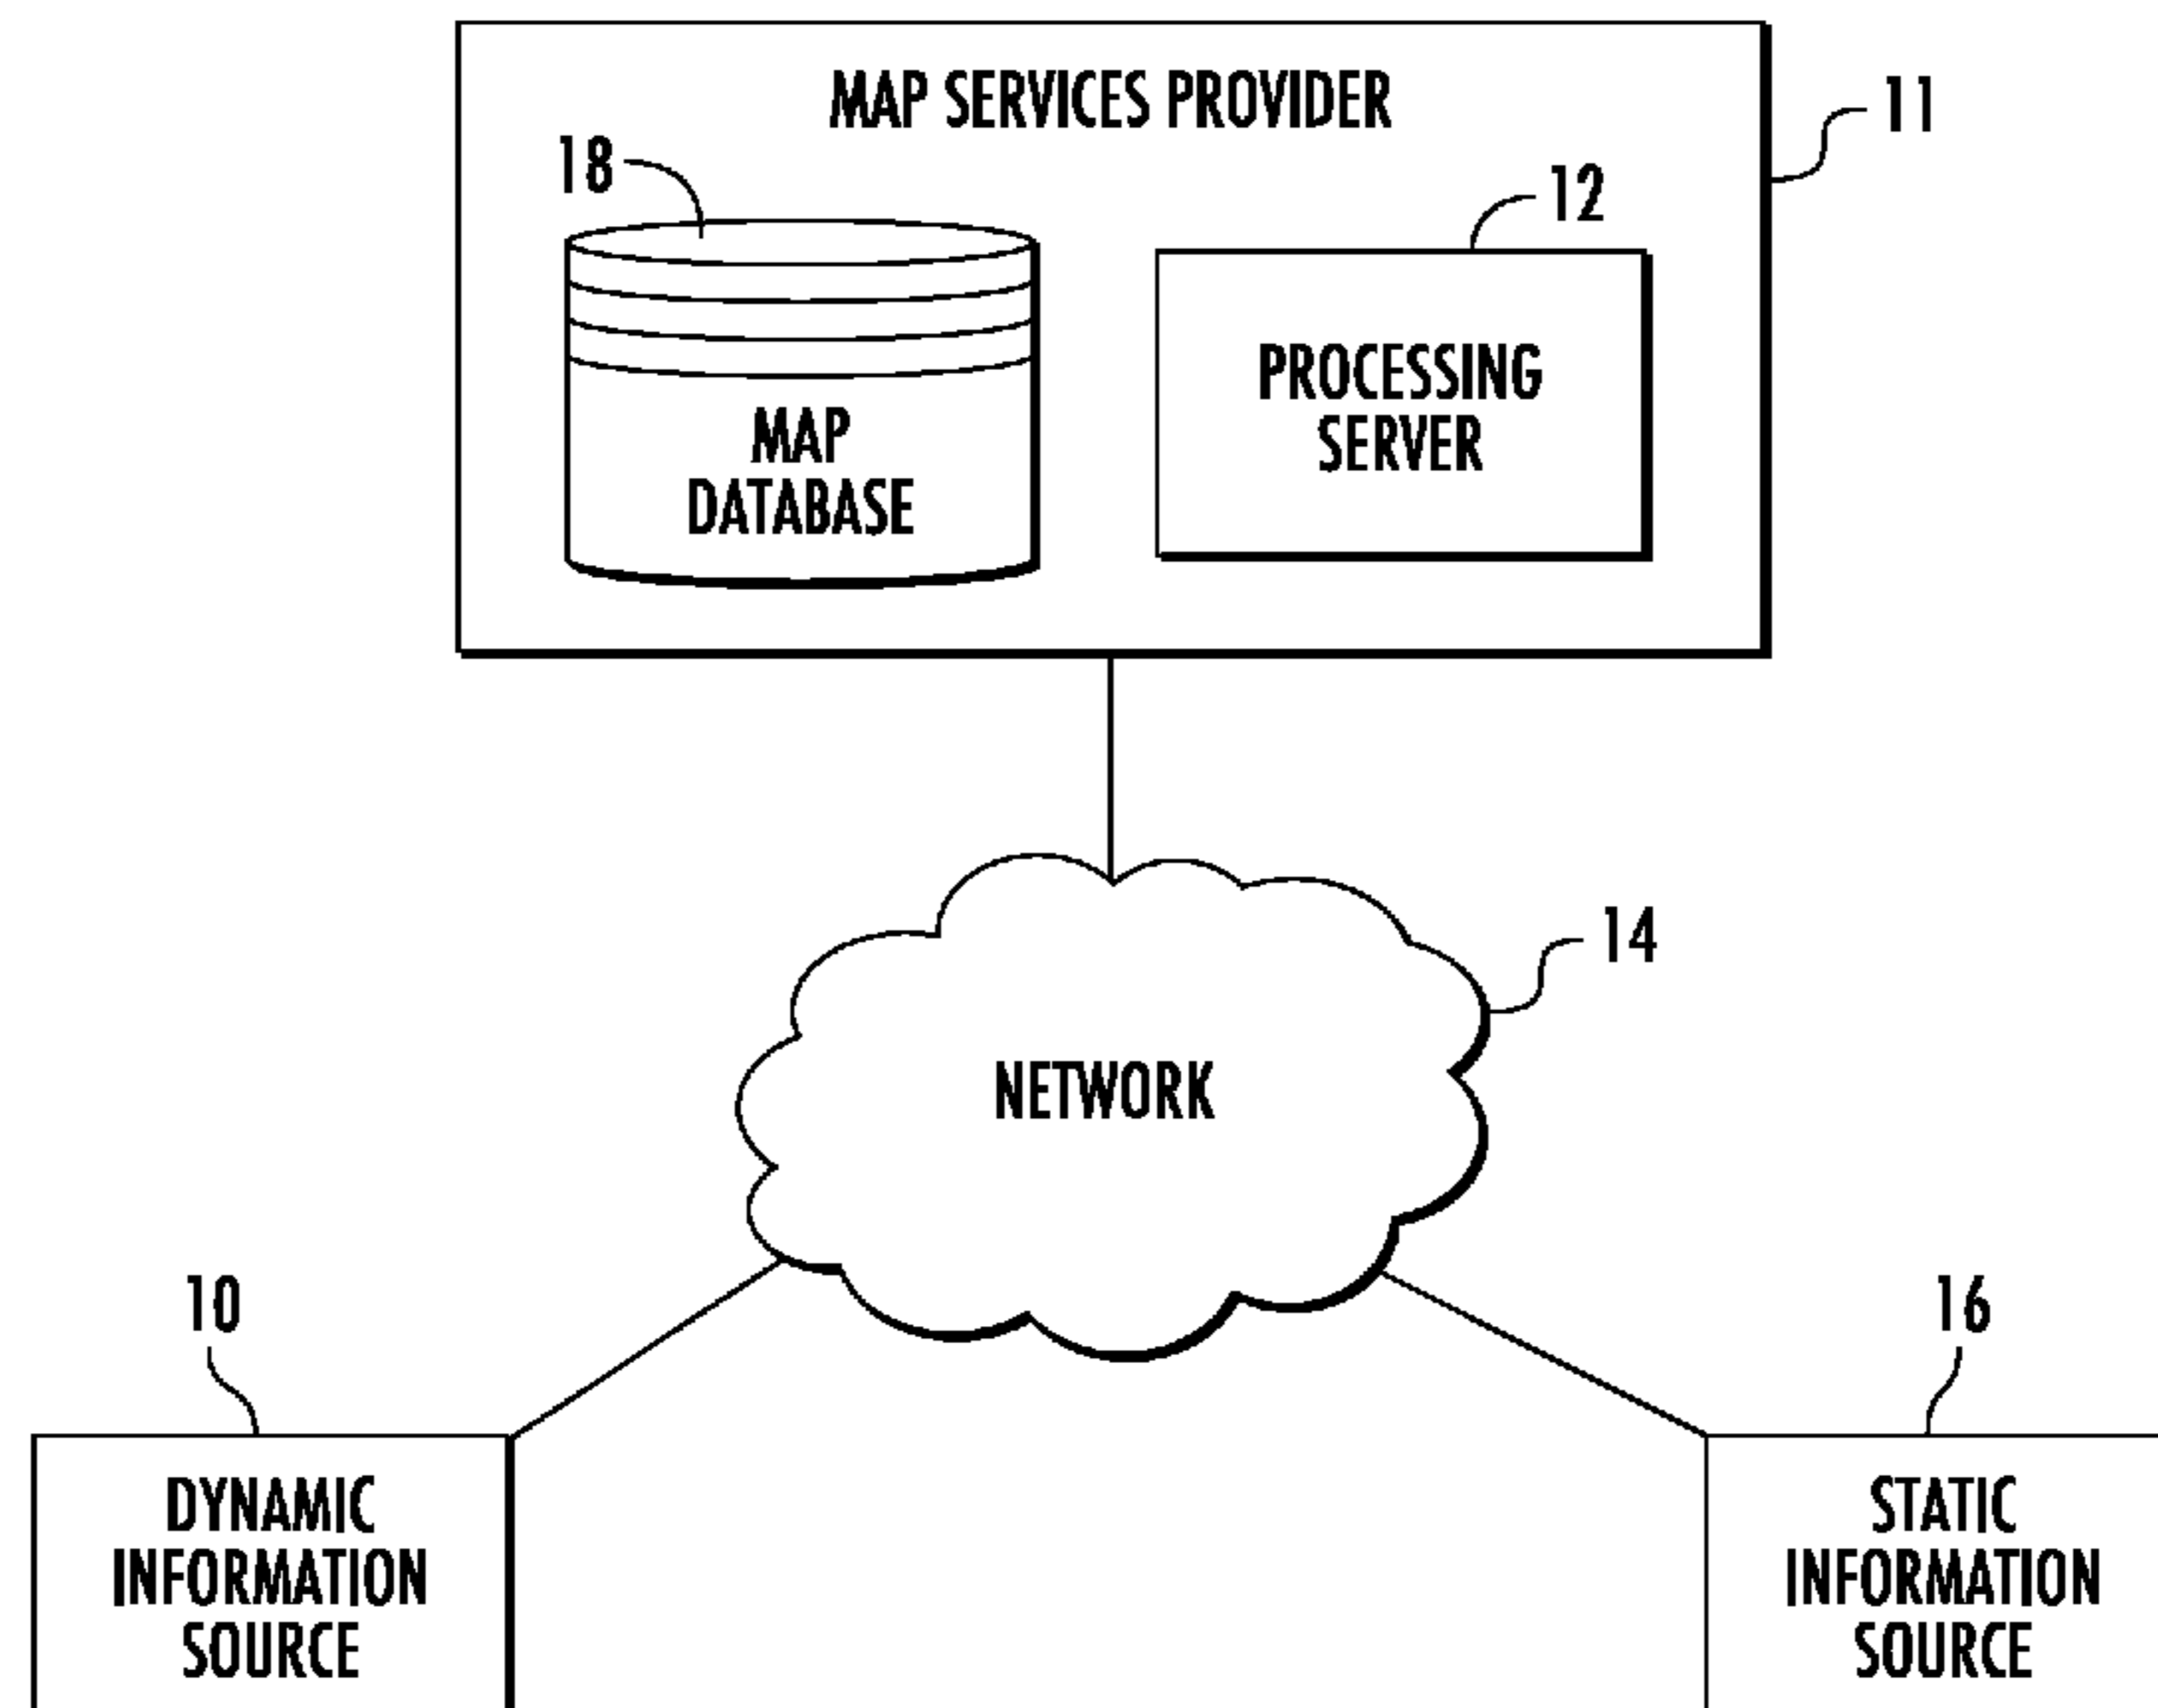 MAP SERVICES PROVIDER
11
18
12
PROCESSING
SERVER
MAP
DATABASE
14
NETWORK
10
16
DYNAMIC
INFORMATION
SOURCE
STATIC
INFORMATION
SOURCE